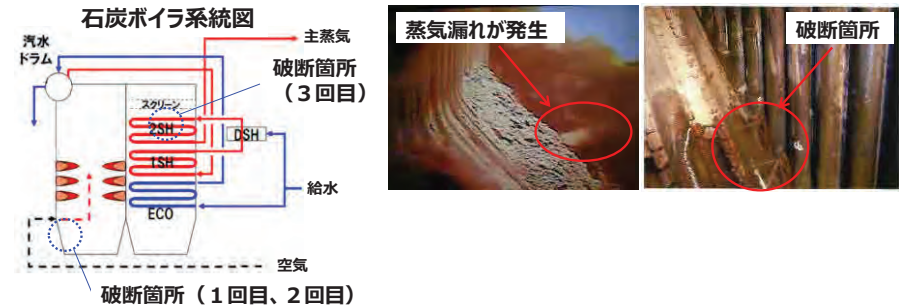 石炭ボイラ系統図
汽水
ドラム
主蒸気
破断箇所
（３回目）
スクリーン
2SH
DSH
1SH
給水
ECO
空気
破断箇所（１回目、２回目）
蒸気漏れが発生
破断箇所